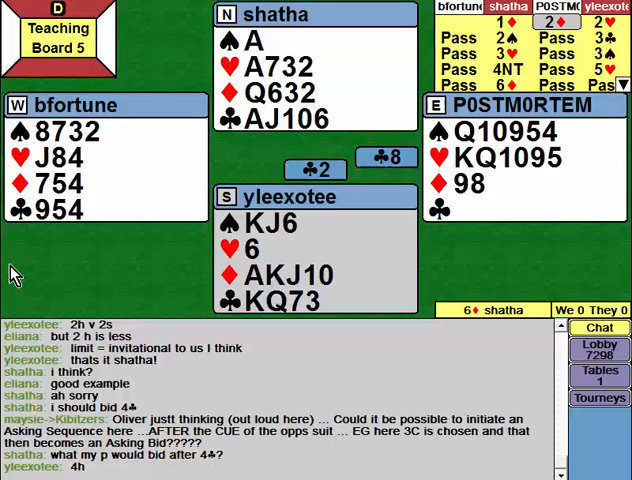 D
Teaching
Board 5
N shatha
♠ A
♥ A732
♦ Q632
♣ AJ106
bfortune shatha P0STM0 yleexote
1♦ 2♦ 2♥
Pass 2♠ Pass 3♣
Pass 3♥ Pass 3♠
Pass 4NT Pass 5♥
Pass 6♦ Pas
W bfortune
♠ 8732
♥ J84
♦ 754
♣ 954
E P0STM0RTEM
♠ Q10954
♥ KQ1095
♦ 98
♣
♣2 ♣8
S yleexotee
♠ KJ6
♥ 6
♦ AKJ10
♣ KQ73
6♦ shatha
We 0 They 0
yleexotee: 2h v 2s
eliana: but 2 h is less
yleexotee: limit = invitational to us I think
yleexotee: thats it shatha!
shatha: i think?
eliana: good example
shatha: ah sorry
shatha: i should bid 4♣
maysie->Kibitzers: Oliver justt thinking (out loud here) ... Could it be possible to initiate an
Asking Sequence here ...AFTER the CUE of the opps suit ... EG here 3C is chosen and that
then becomes an Asking Bid?????
shatha: what my p would bid after 4♣?
yleexotee: 4h
Chat
Lobby
7298
Tables
1
Tourneys